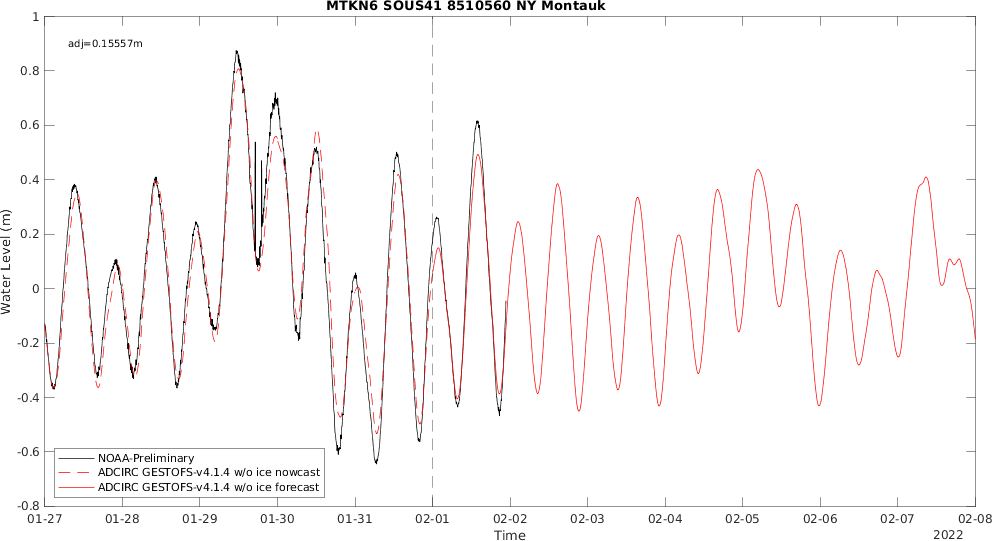 MTKN6 SOUS41 8510560 NY Montauk
adj=0.15557m
1
0.8
0.6
0.4
0.2
0
-0.2
-0.4
-0.6
-0.8
Water Level (m)
NOAA-Preliminary
ADCIRC GESTOFS-v4.1.4 w/o ice nowcast
ADCIRC GESTOFS-v4.1.4 w/o ice forecast
01-27 01-28 01-29 01-30 01-31 02-01 02-02 02-03 02-04 02-05 02-06 02-07 02-08
Time
2022